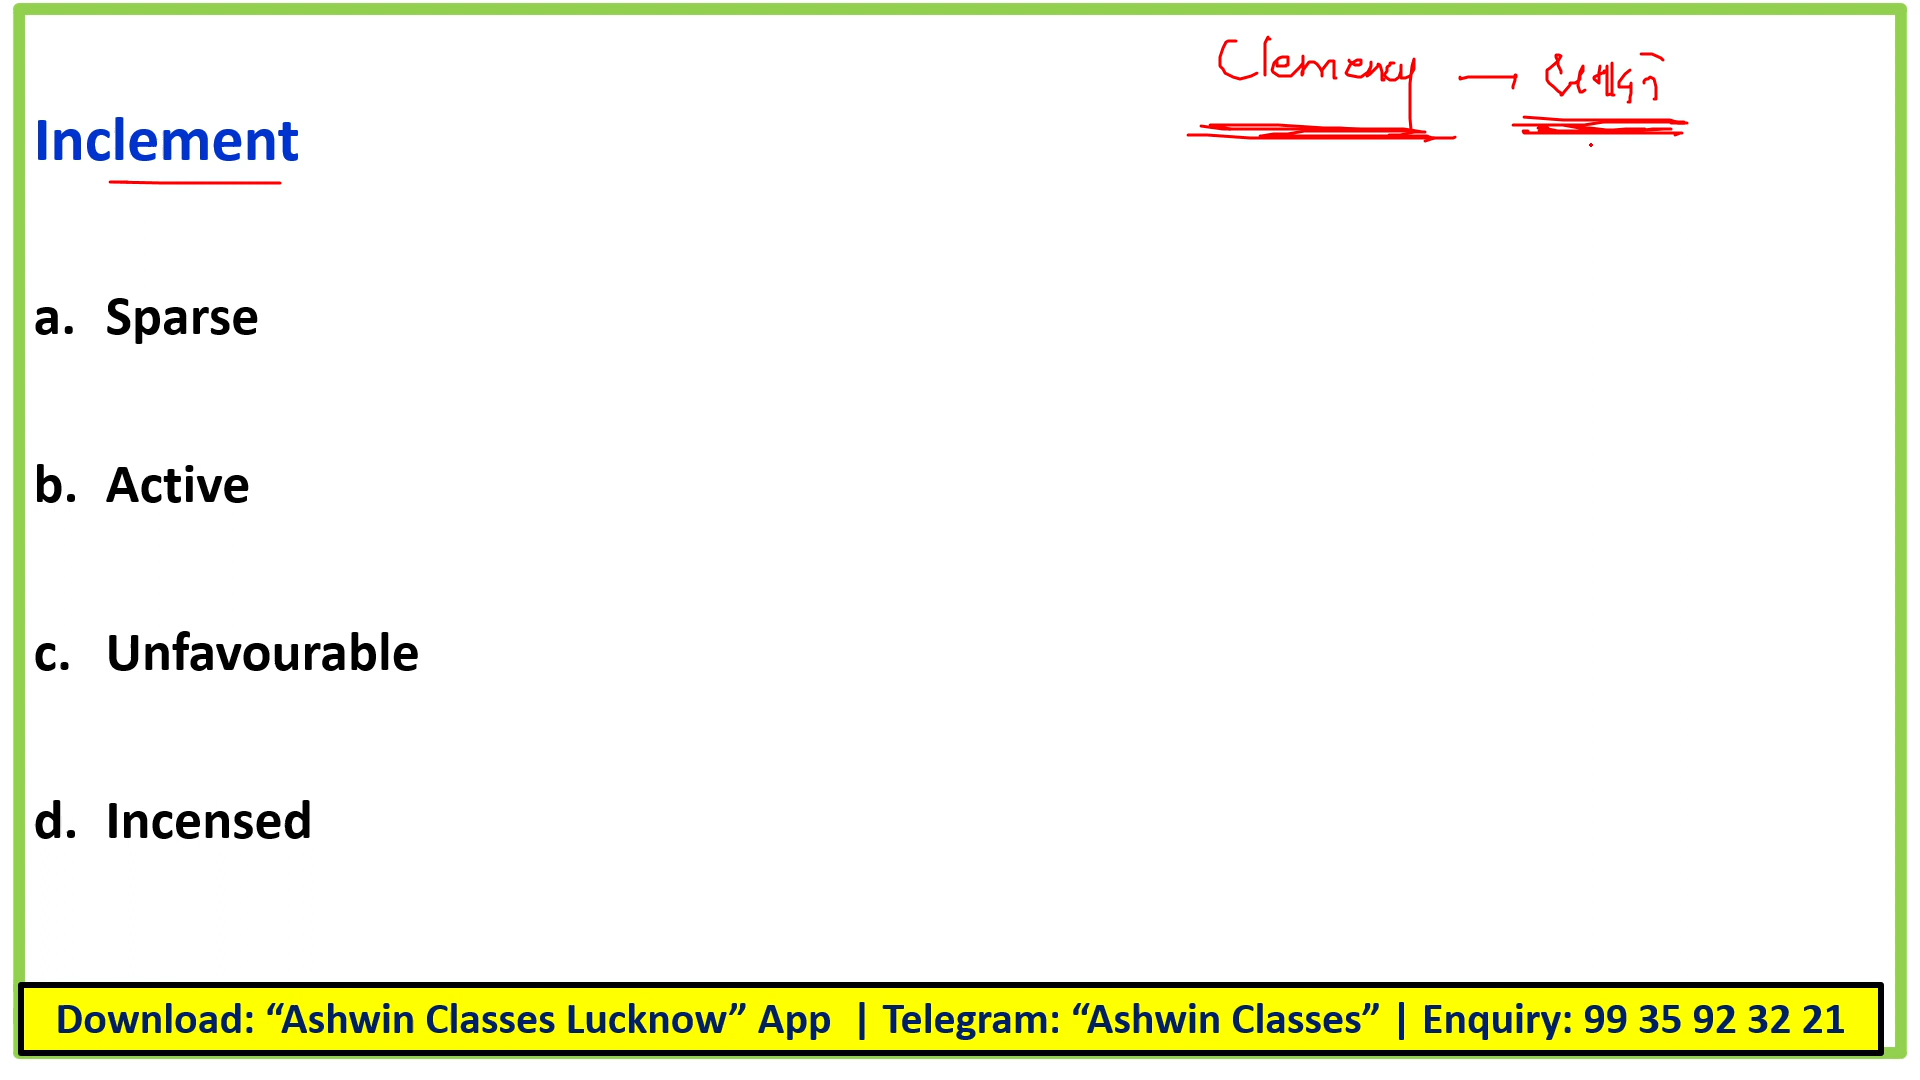 Clemency →
Inclement
a. Sparse
b. Active
c. Unfavourable
d. Incensed
Download: “Ashwin Classes Lucknow” App | Telegram: “Ashwin Classes” | Enquiry: 99 35 92 32 21